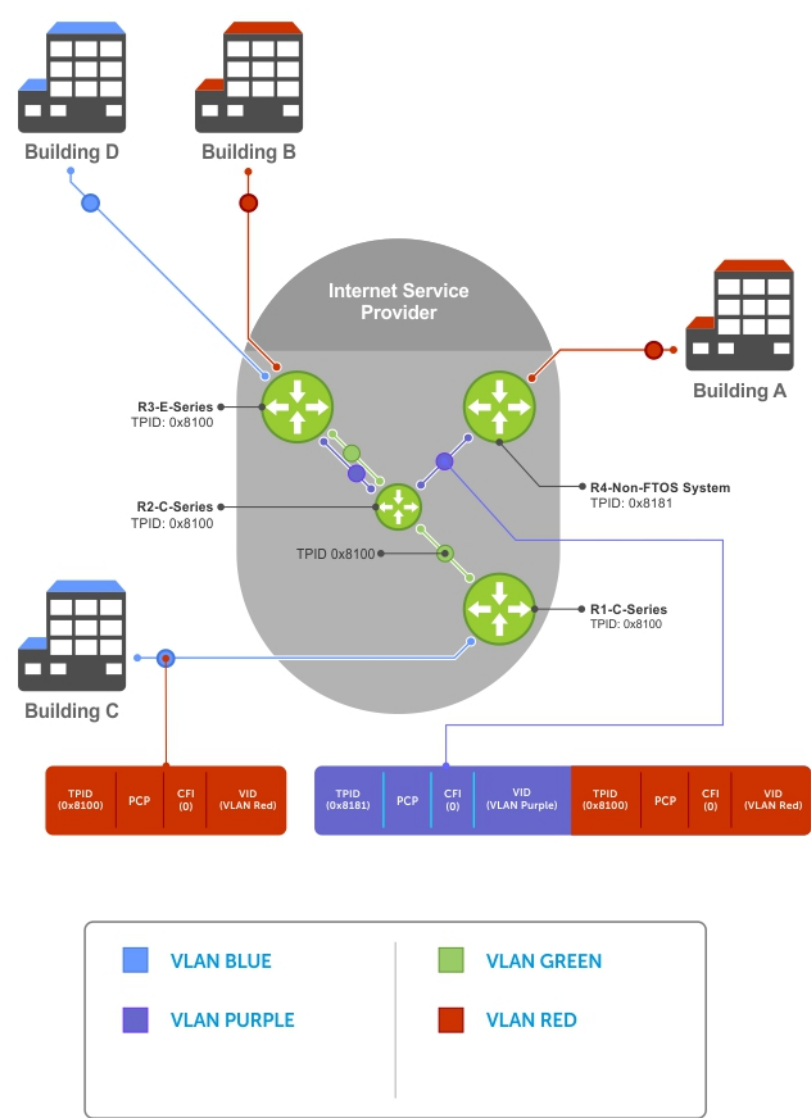 Building D
Building B
Internet Service
Provider
Building A
R3-E-Series
TPID: 0x8100
R4-Non-FTOS System
TPID: 0x8181
R2-C-Series
TPID: 0x8100
TPID 0x8100
R1-C-Series
TPID: 0x8100
Building C
TPID
(0x8100)
PCP
CFI
(0)
VID
(VLAN Red)
TPID
(0x8181)
PCP
CFI
(0)
VID
(VLAN Purple)
TPID
(0x8100)
PCP
CFI
(0)
VID
(VLAN Red)
VLAN BLUE
VLAN GREEN
VLAN PURPLE
VLAN RED